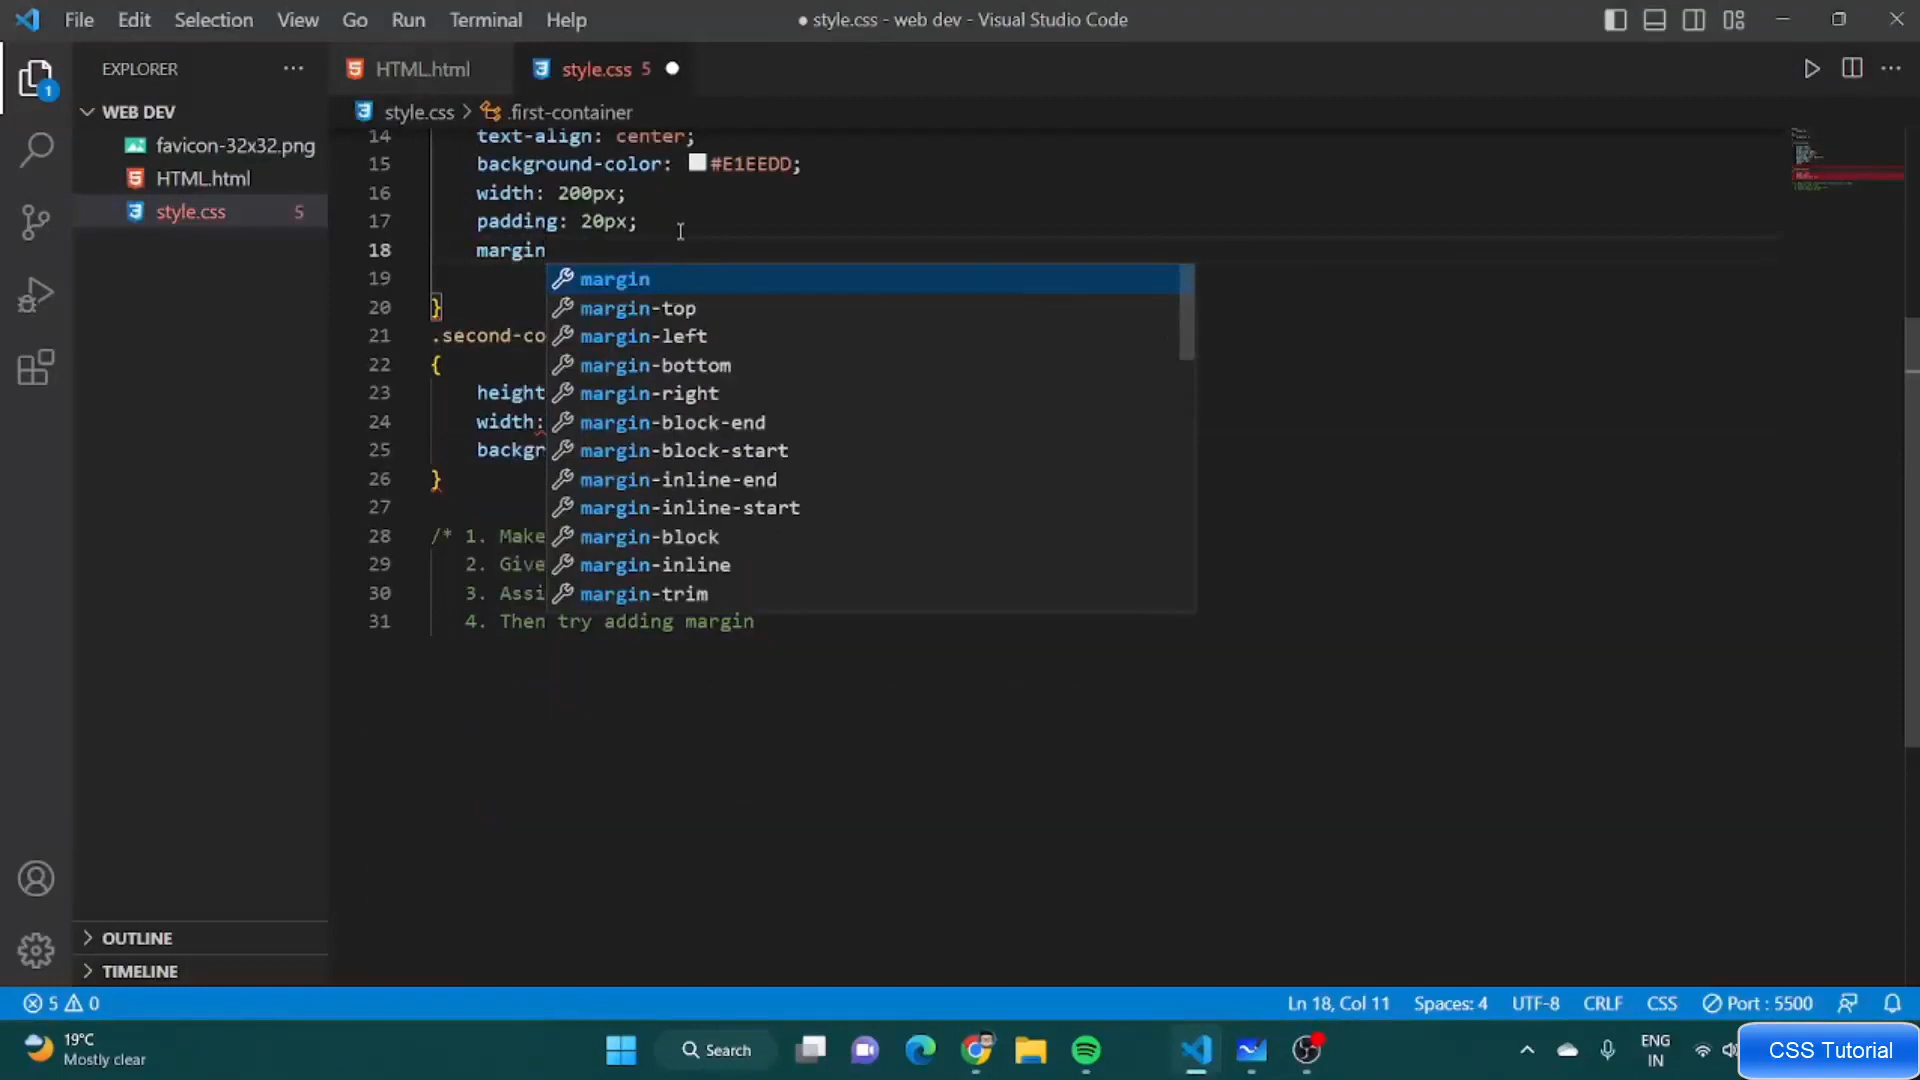 File Edit Selection View Go Run Terminal Help
● style.css - web dev - Visual Studio Code
EXPLORER
HTML.html
style.css 5
1
WEB DEV
style.css > .first-container
favicon-32x32.png
HTML.html
style.css 5
14 text-align: center;
15 background-color: #E1EEDD;
16 width: 200px;
17 padding: 20px;
18 margin
19
20 }
21 .second-co
22 {
23 height
24 width:
25 backgr
26 }
27
28 /* 1. Make
29 2. Give
30 3. Assi
31 4. Then try adding margin
margin
margin-top
margin-left
margin-bottom
margin-right
margin-block-end
margin-block-start
margin-inline-end
margin-inline-start
margin-block
margin-inline
margin-trim
OUTLINE
TIMELINE
5 0
Ln 18, Col 11 Spaces: 4 UTF-8 CRLF CSS Port : 5500
19°C
Mostly clear
Search
ENG
IN
CSS Tutorial